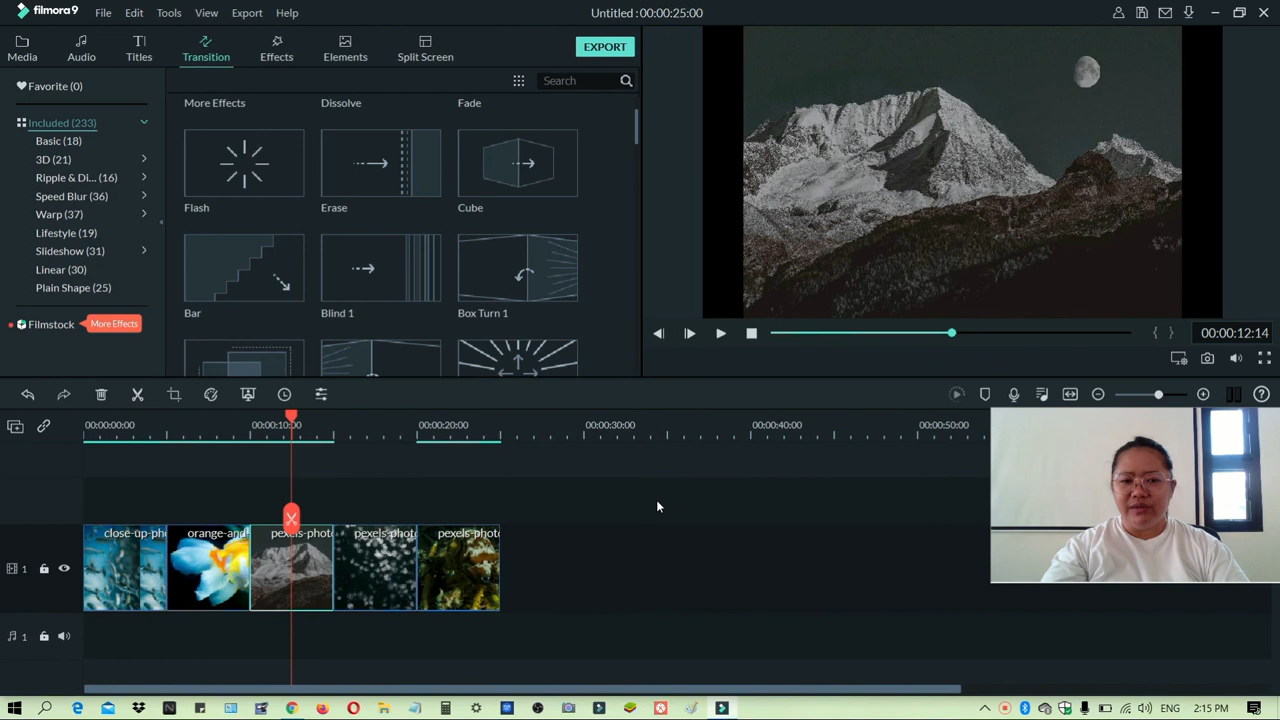 filmora 9
File Edit Tools View Export Help
Untitled : 00:00:25:00
Media Audio Titles Transition Effects Elements Split Screen
EXPORT
Favorite (0)
Search
Included (233)
Basic (18)
3D (21)
Ripple & Di... (16)
Speed Blur (36)
Warp (37)
Lifestyle (19)
Slideshow (31)
Linear (30)
Plain Shape (25)
Filmstock
More Effects
More Effects Dissolve Fade
Flash Erase Cube
Bar Blind 1 Box Turn 1
00:00:12:14
00:00:00:00 00:00:10:00 00:00:20:00 00:00:30:00 00:00:40:00 00:00:50:00
close-up-ph orange-and pexels-phot pexels-phot pexels-phot
1
1
2:15 PM